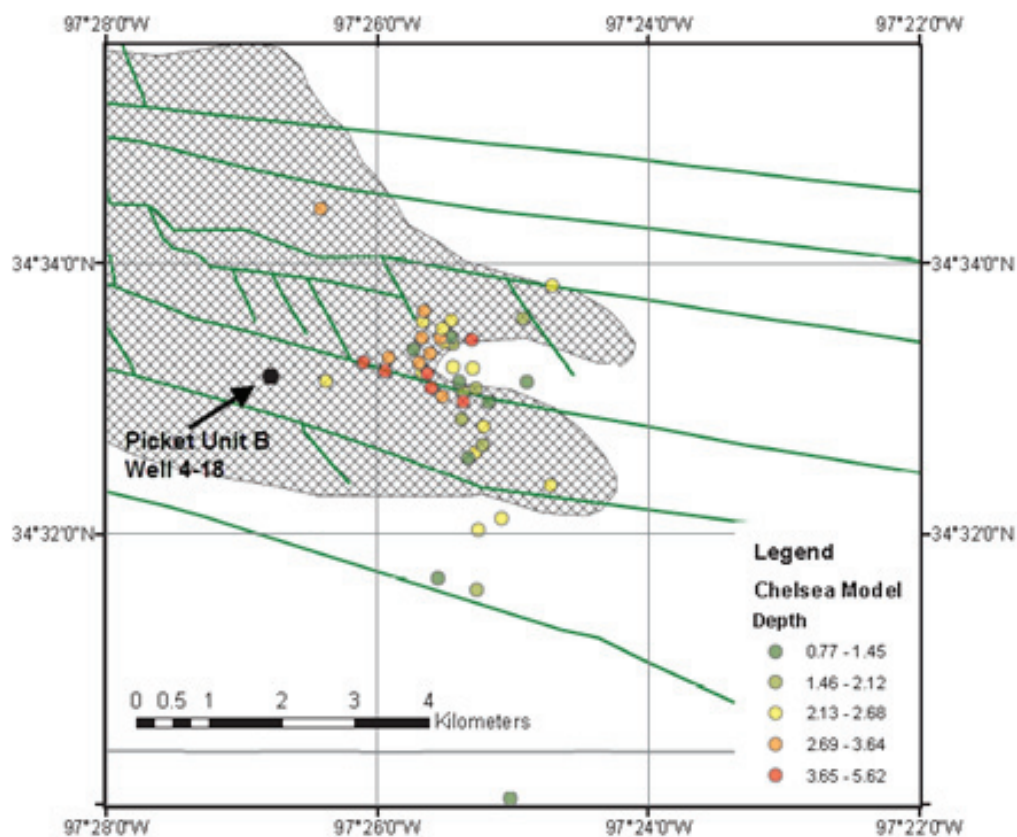 97°28'0"W 97°26'0"W 97°24'0"W 97°22'0"W
34°34'0"N 34°34'0"N
Picket Unit B
Well 4-18
34°32'0"N 34°32'0"N
Legend
Chelsea Model
Depth
0.77 - 1.45
1.46 - 2.12
2.13 - 2.68
2.69 - 3.64
3.65 - 5.62
0 0.5 1 2 3 4
Kilometers
97°28'0"W 97°26'0"W 97°24'0"W 97°22'0"W